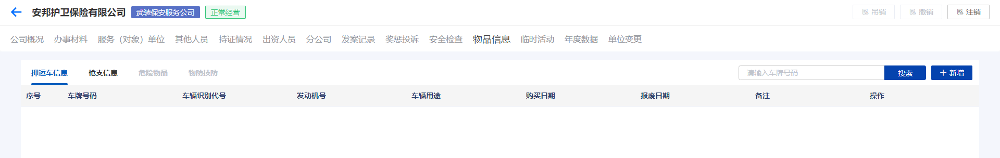 安邦护卫保险有限公司 武装保安服务公司 正常经营 吊销 撤销 注销
公司概况 办事材料 服务（对象）单位 其他人员 持证情况 出资人员 分公司 发案记录 奖惩投诉 安全检查 物品信息 临时活动 年度数据 单位变更
押运车信息 枪支信息 危险物品 物防技防 请输入车牌号码 搜索 新增
序号 车牌号码 车辆识别代号 发动机号 车辆用途 购买日期 报废日期 备注 操作